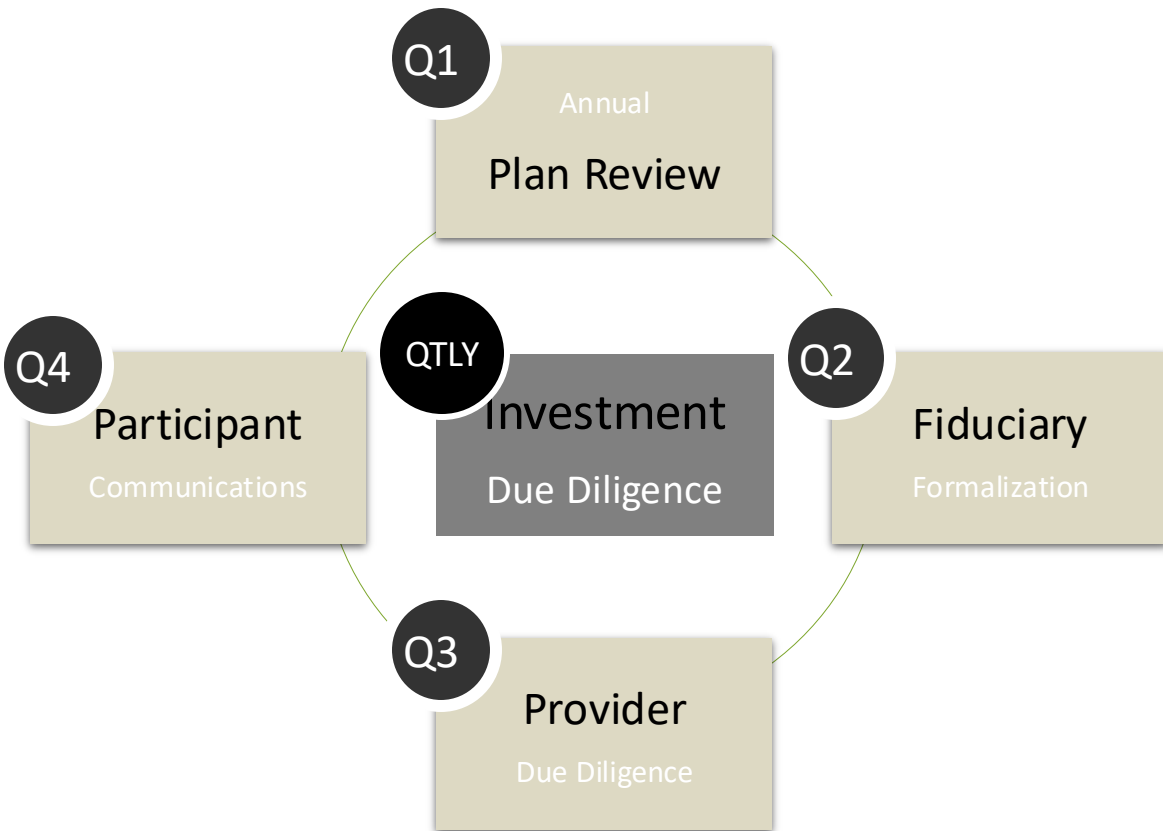 Q1
Annual
Plan Review
Q4
Participant
Communications
QTLY
Investment
Due Diligence
Q2
Fiduciary
Formalization
Q3
Provider
Due Diligence